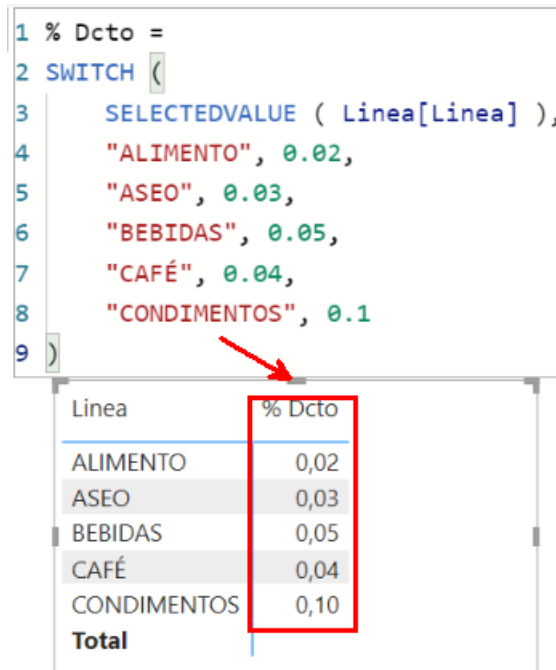 1 % Dcto =
2 SWITCH (
3 SELECTEDVALUE ( Linea[Linea] ),
4 "ALIMENTO", 0.02,
5 "ASEO", 0.03,
6 "BEBIDAS", 0.05,
7 "CAFÉ", 0.04,
8 "CONDIMENTOS", 0.1
9 )
Linea % Dcto
ALIMENTO 0,02
ASEO 0,03
BEBIDAS 0,05
CAFÉ 0,04
CONDIMENTOS 0,10
Total